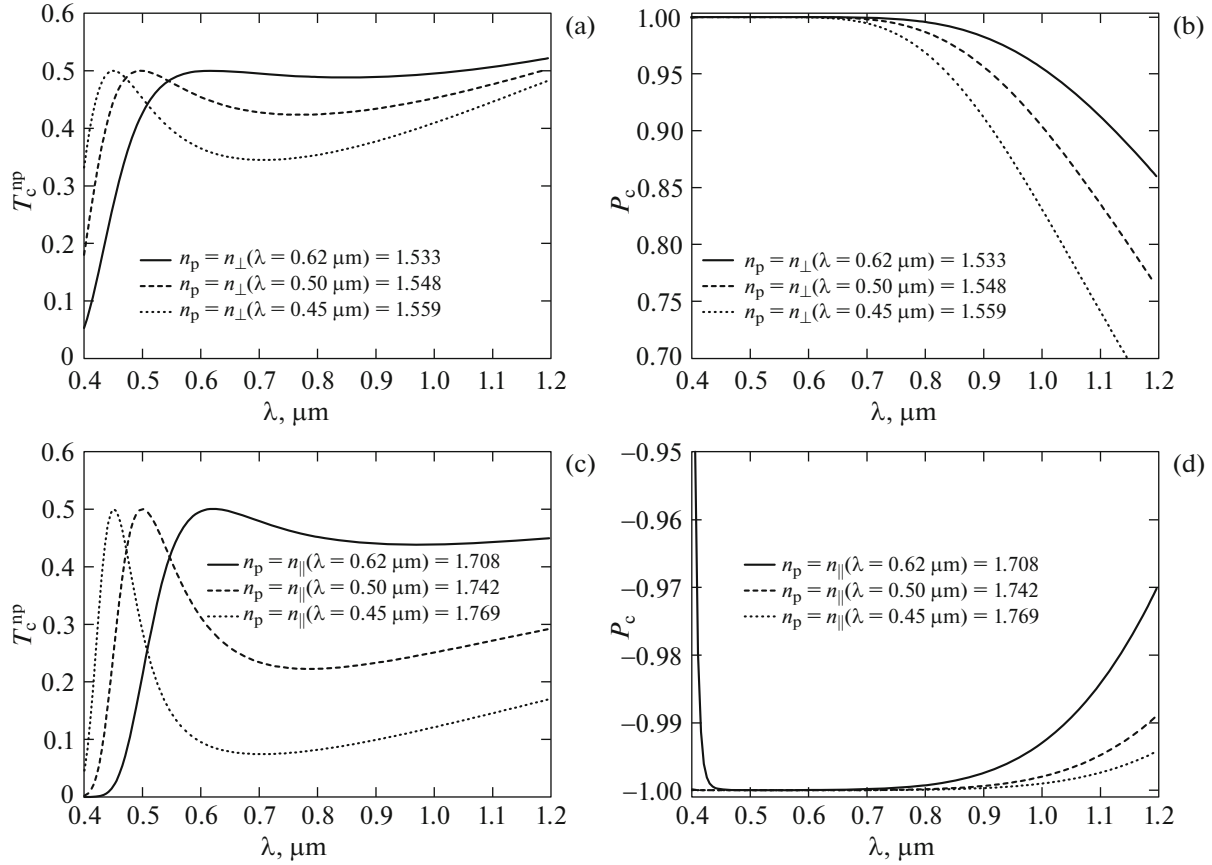 (a)
0.6
0.5
0.4
0.3
0.2
0.1
0
T_c^np
n_p = n_⊥(λ = 0.62 μm) = 1.533
n_p = n_⊥(λ = 0.50 μm) = 1.548
n_p = n_⊥(λ = 0.45 μm) = 1.559
0.4 0.5 0.6 0.7 0.8 0.9 1.0 1.1 1.2
λ, μm
(b)
1.00
0.95
0.90
0.85
0.80
0.75
0.70
P_c
n_p = n_⊥(λ = 0.62 μm) = 1.533
n_p = n_⊥(λ = 0.50 μm) = 1.548
n_p = n_⊥(λ = 0.45 μm) = 1.559
0.4 0.5 0.6 0.7 0.8 0.9 1.0 1.1 1.2
λ, μm
(c)
0.6
0.5
0.4
0.3
0.2
0.1
0
T_c^np
n_p = n_||(λ = 0.62 μm) = 1.708
n_p = n_||(λ = 0.50 μm) = 1.742
n_p = n_||(λ = 0.45 μm) = 1.769
0.4 0.5 0.6 0.7 0.8 0.9 1.0 1.1 1.2
λ, μm
(d)
−0.95
−0.96
−0.97
−0.98
−0.99
−1.00
P_c
n_p = n_||(λ = 0.62 μm) = 1.708
n_p = n_||(λ = 0.50 μm) = 1.742
n_p = n_||(λ = 0.45 μm) = 1.769
0.4 0.5 0.6 0.7 0.8 0.9 1.0 1.1 1.2
λ, μm